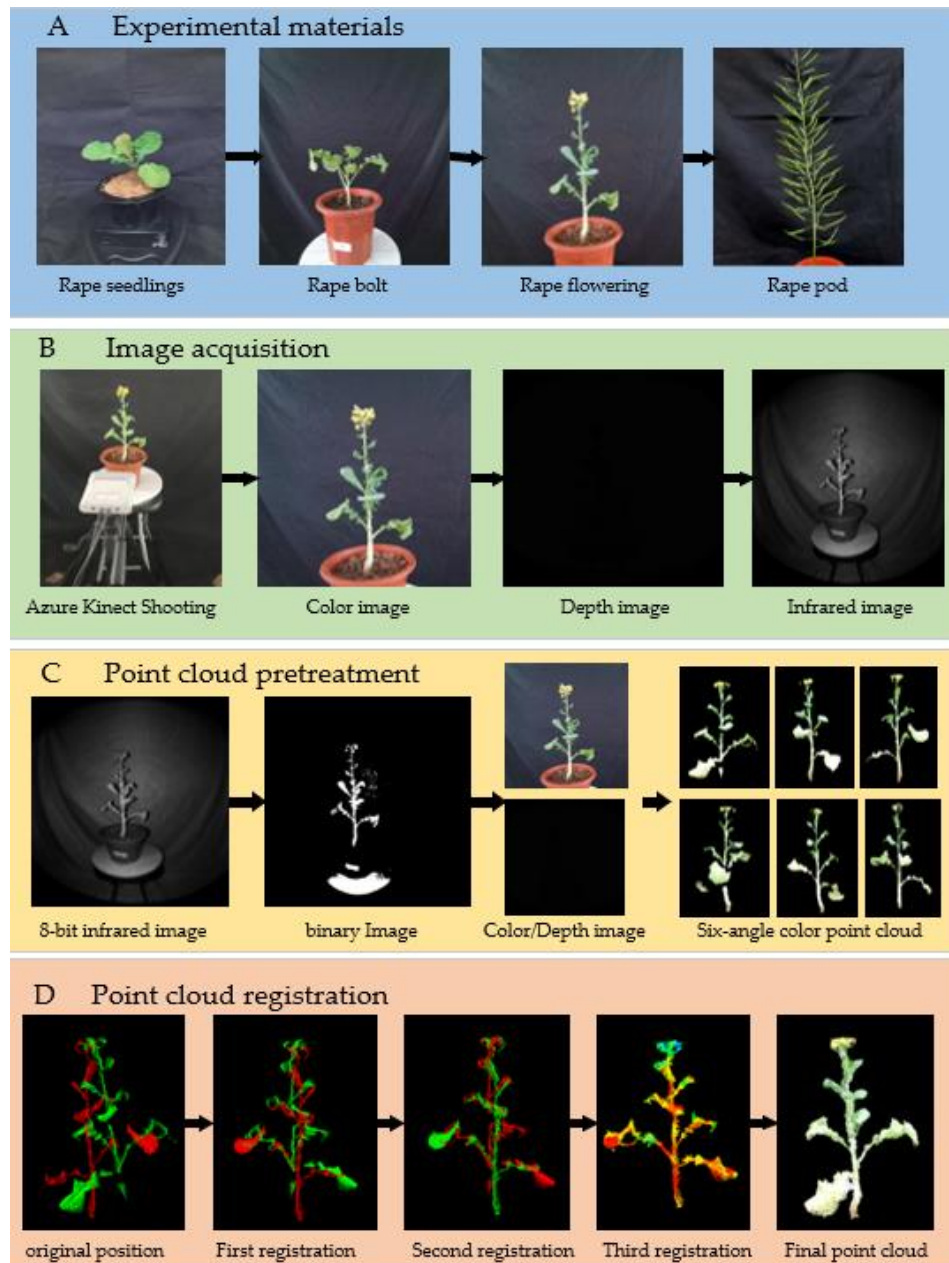 A Experimental materials
Rape seedlings
Rape bolt
Rape flowering
Rape pod
B Image acquisition
Azure Kinect Shooting
Color image
Depth image
Infrared image
C Point cloud pretreatment
8-bit infrared image
binary Image
Color/Depth image
Six-angle color point cloud
D Point cloud registration
original position
First registration
Second registration
Third registration
Final point cloud